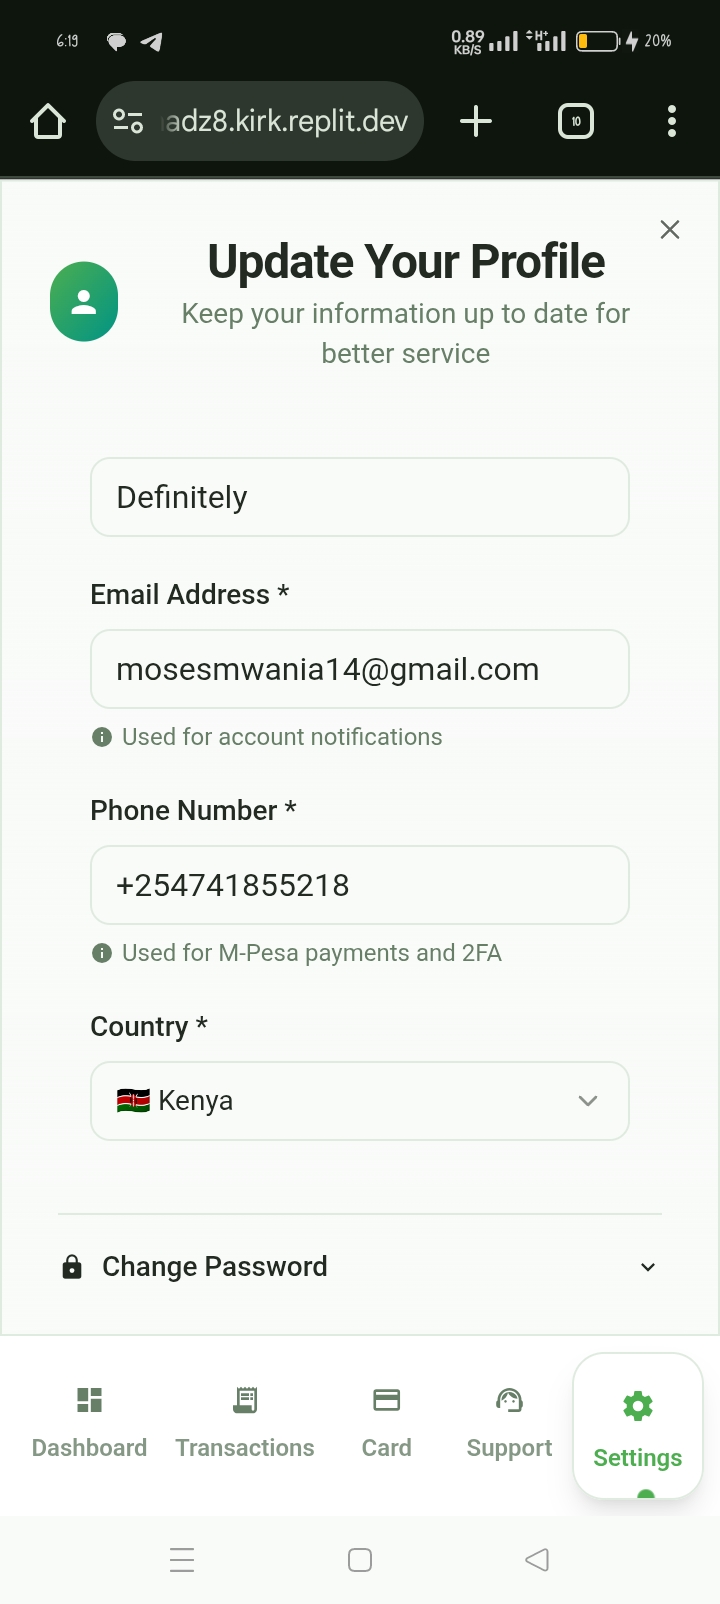 6:19
0.89
KB/S
H+
20%
adz8.kirk.replit.dev
10
Update Your Profile
Keep your information up to date for
better service
Definitely
Email Address *
mosesmwania14@gmail.com
Used for account notifications
Phone Number *
+254741855218
Used for M-Pesa payments and 2FA
Country *
🇰🇪 Kenya
Change Password
Dashboard
Transactions
Card
Support
Settings